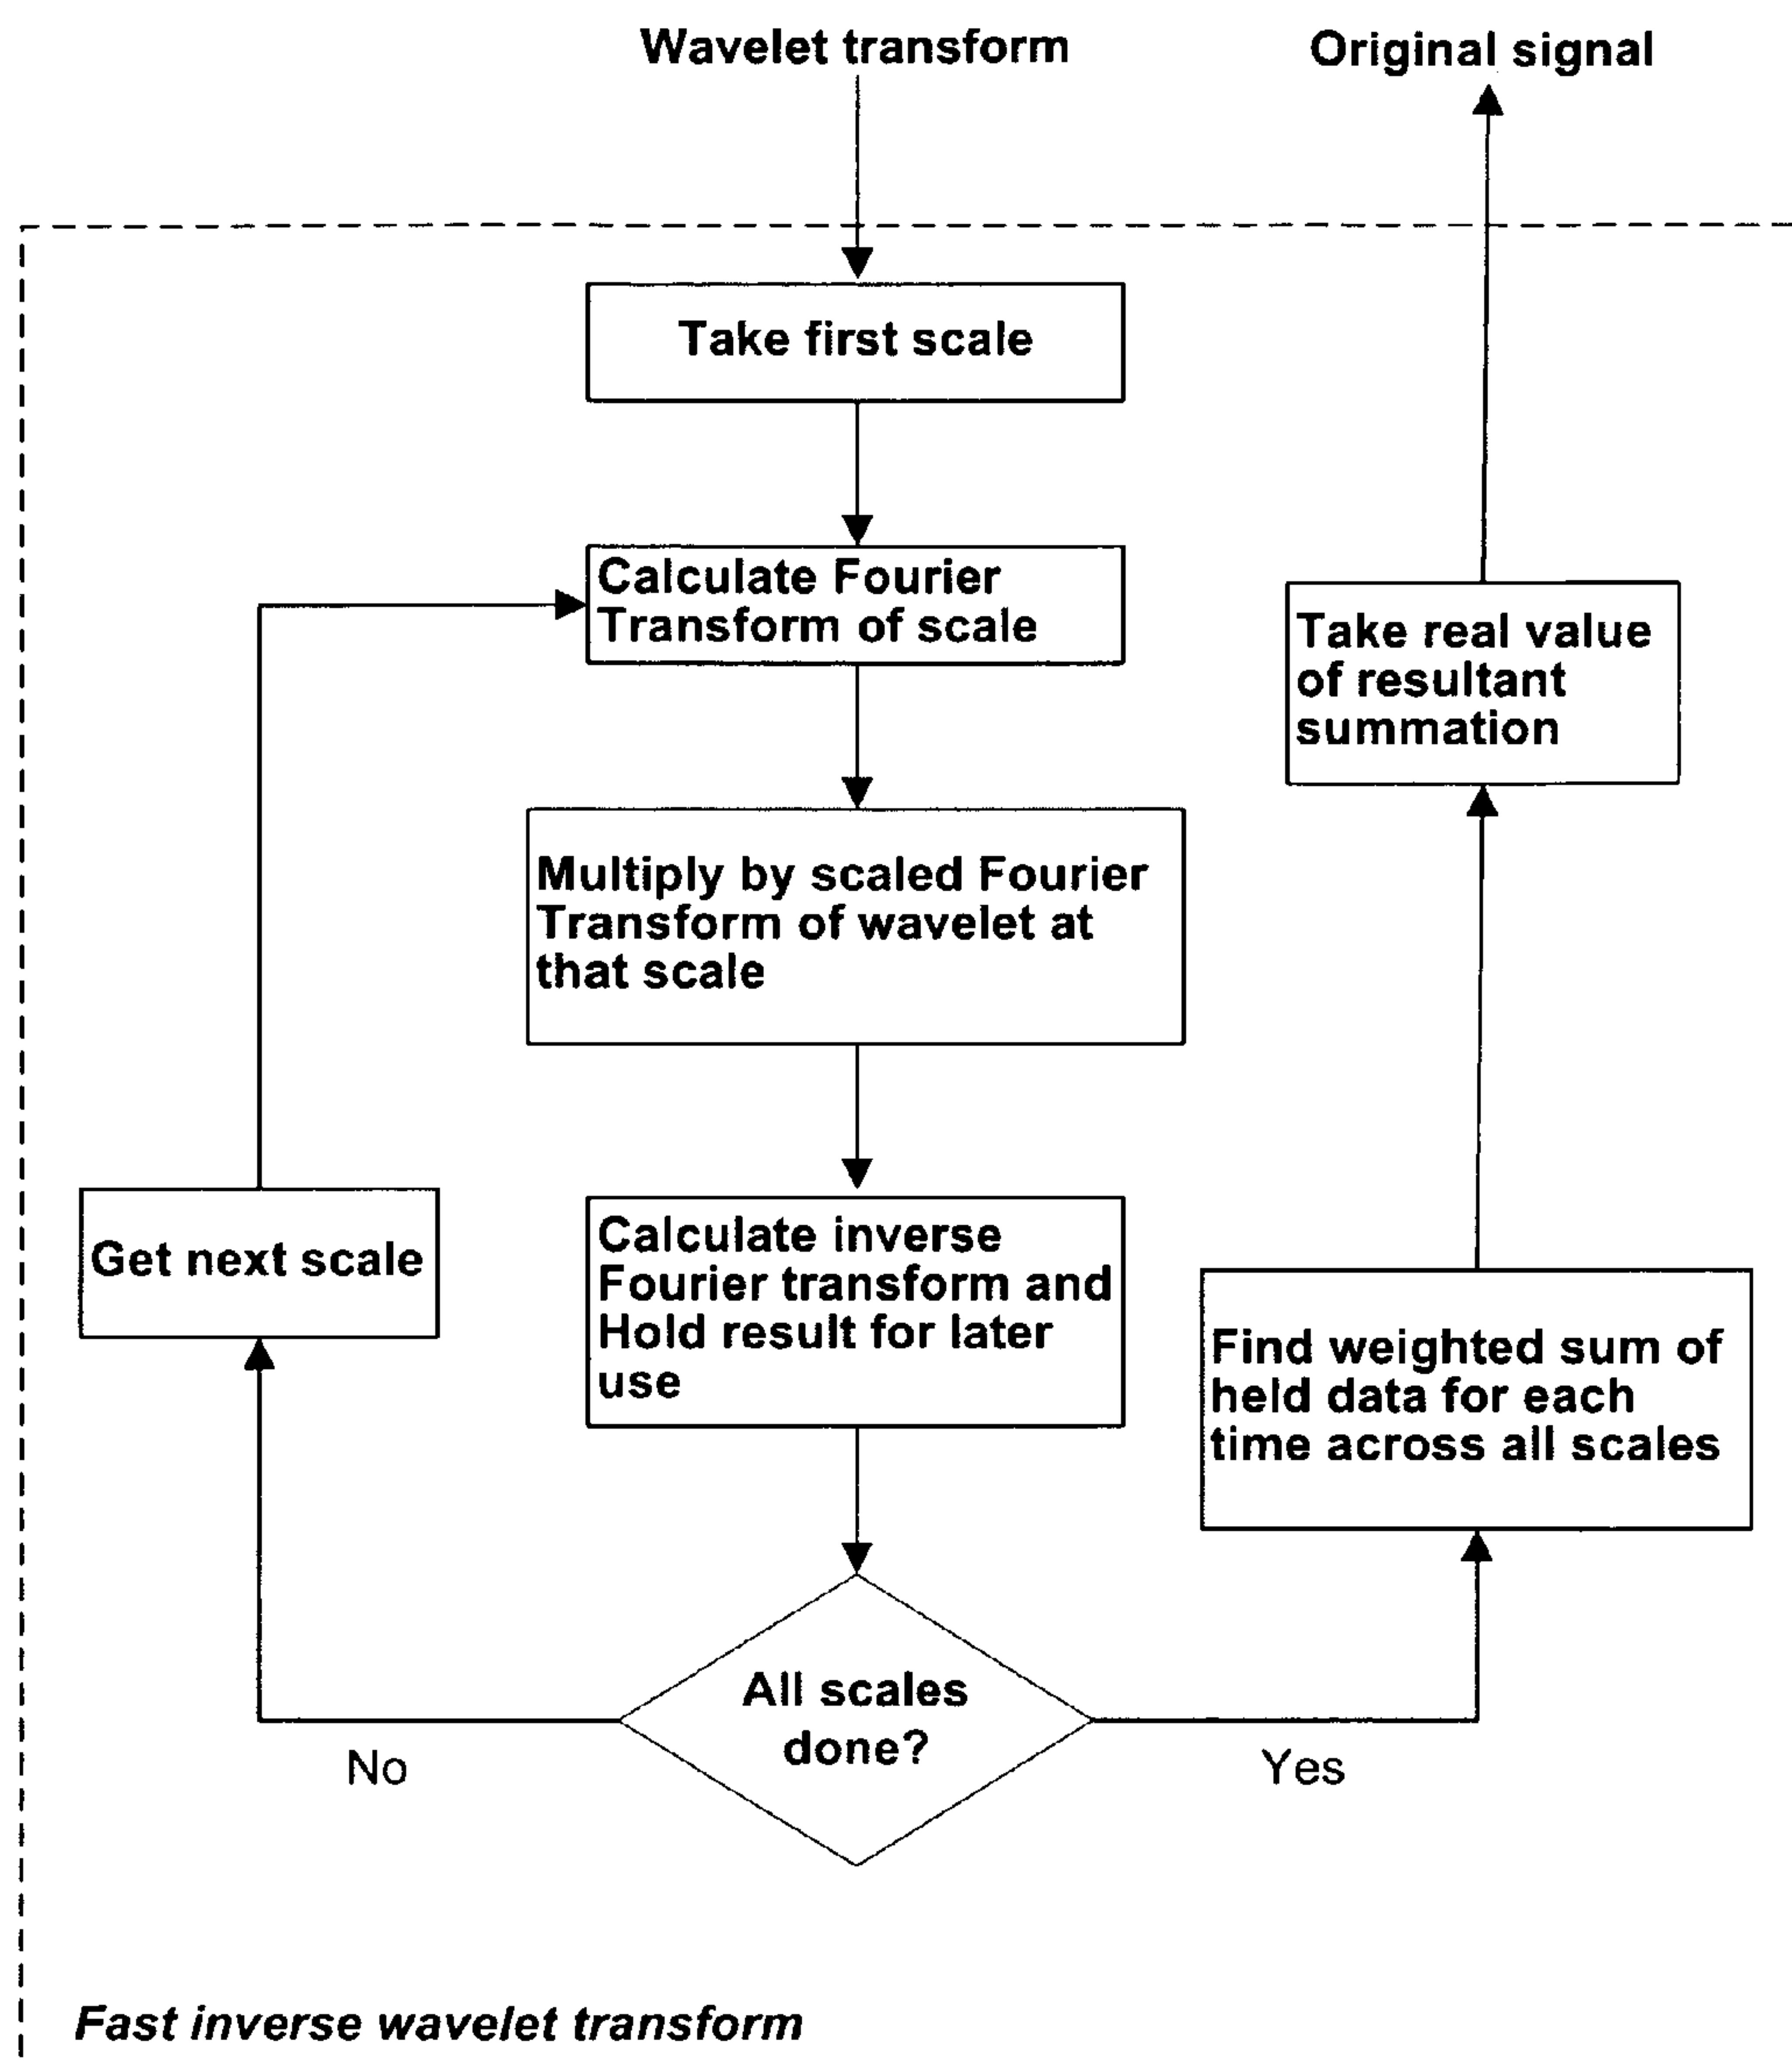 Wavelet transform
Original signal
Take first scale
Calculate Fourier
Transform of scale
Take real value
of resultant
summation
Multiply by scaled Fourier
Transform of wavelet at
that scale
Get next scale
Calculate inverse
Fourier transform and
Hold result for later
use
Find weighted sum of
held data for each
time across all scales
All scales
done?
No
Yes
Fast inverse wavelet transform